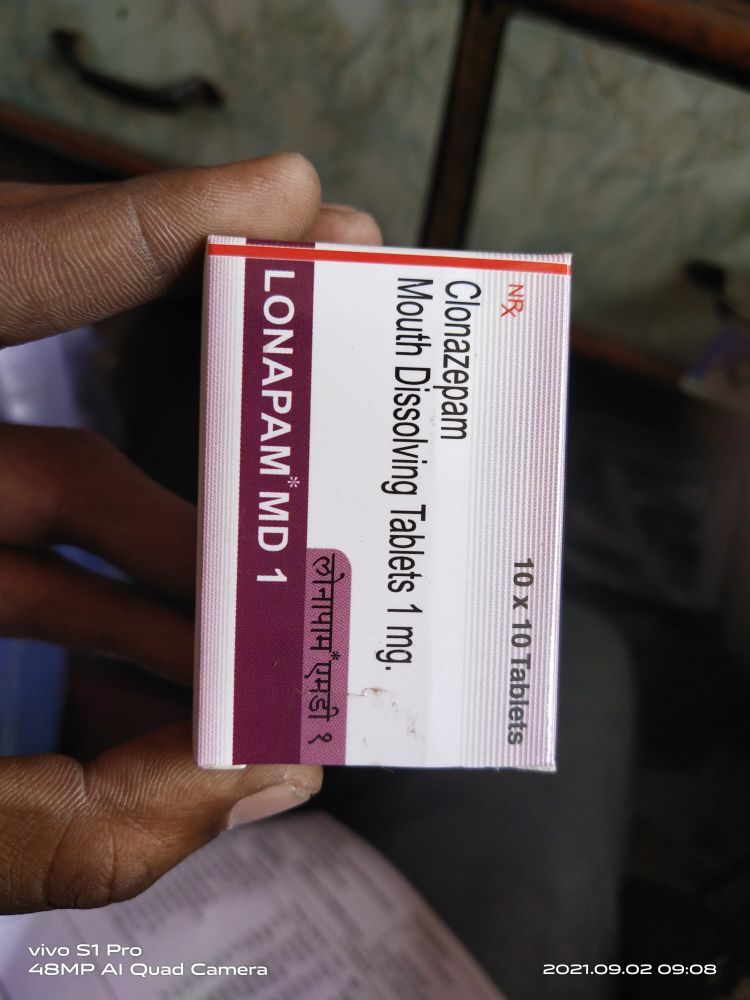 NRx
10 x 10 Tablets
Clonazepam
Mouth Dissolving Tablets 1 mg.
लोनापाम* एमडी १
LONAPAM* MD 1
vivo S1 Pro
48MP AI Quad Camera
2021.09.02 09:08